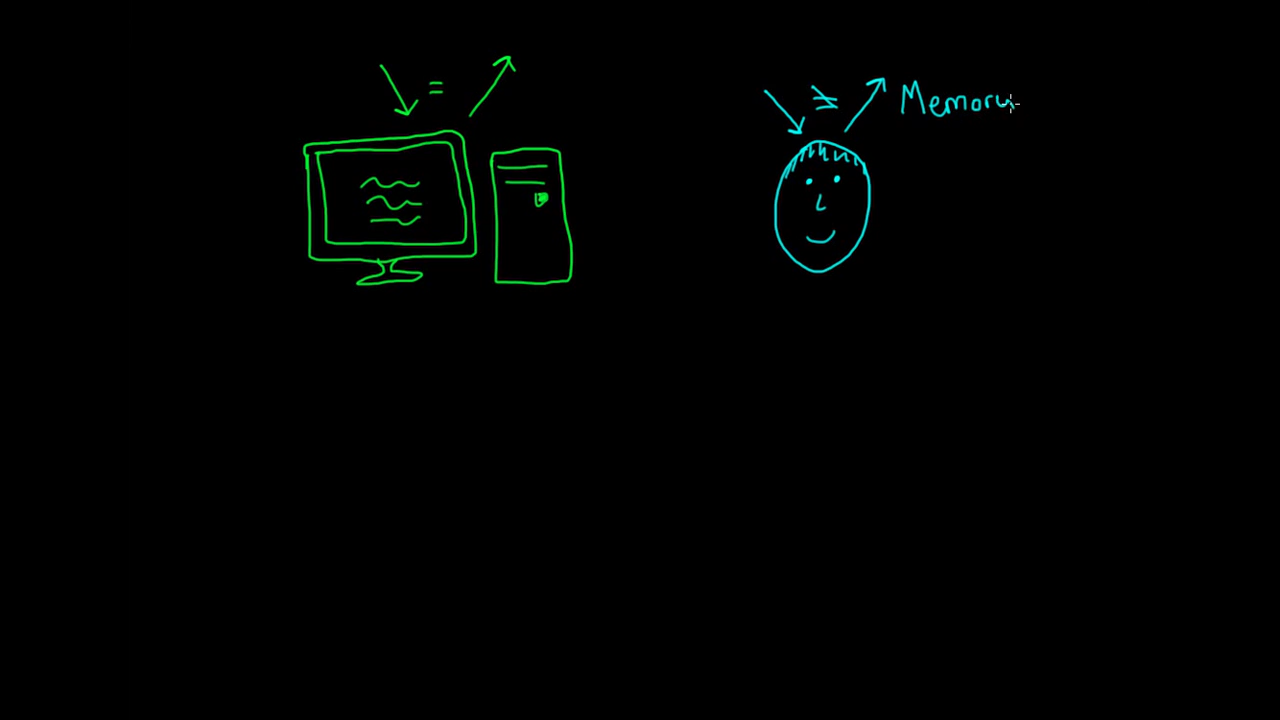 =
≠ Memory